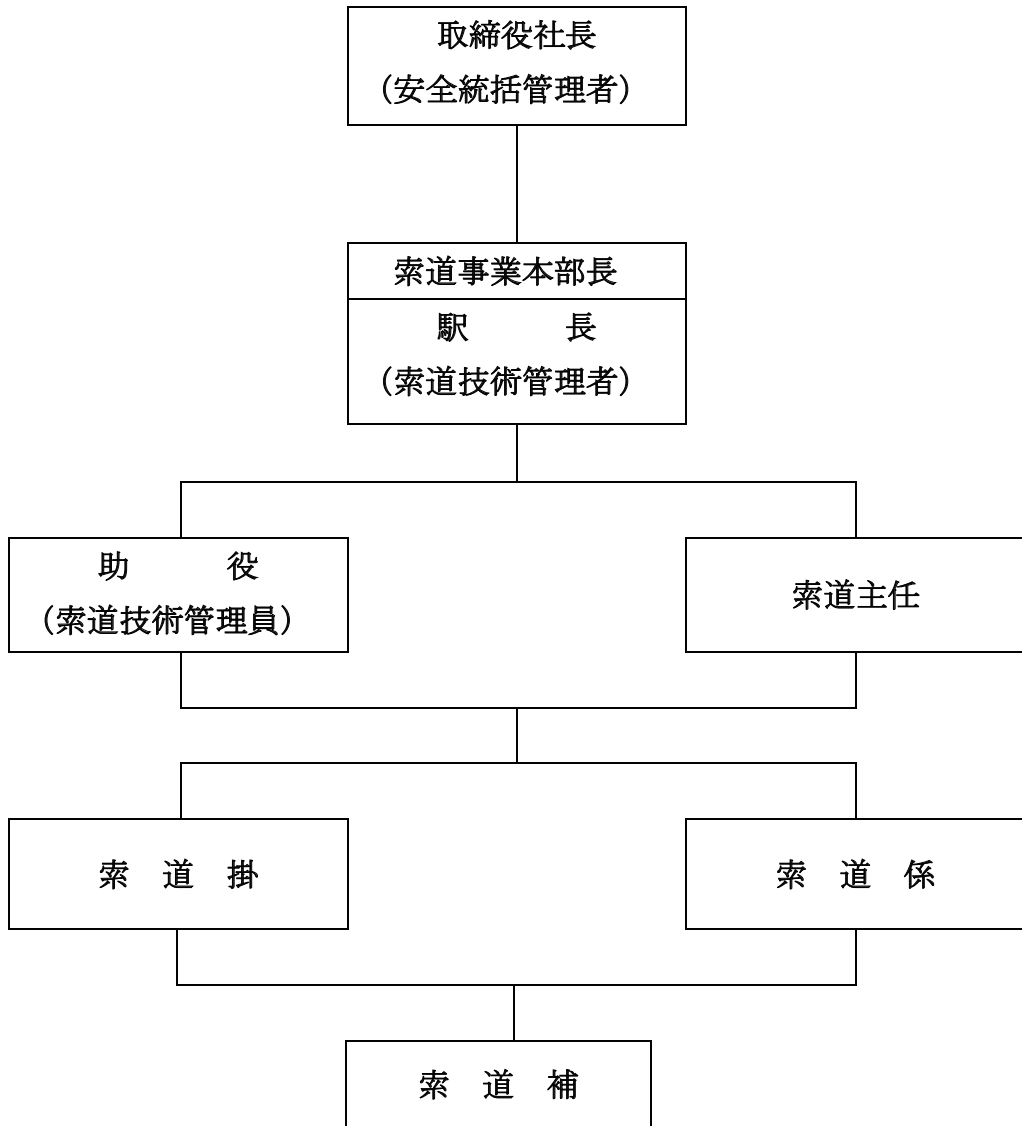 取締役社長
(安全統括管理者)
索道事業本部長
駅　　　長
(索道技術管理者)
助　　　役
(索道技術管理員)
索道主任
索　道　掛
索　道　係
索　道　補